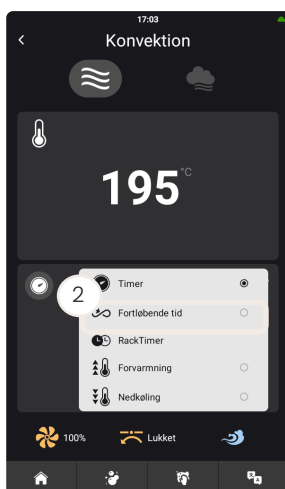 17:03
Konvektion
195 °C
2
Timer
Fortløbende tid
RackTimer
Forvarmning
Nedkøling
100%
Lukket